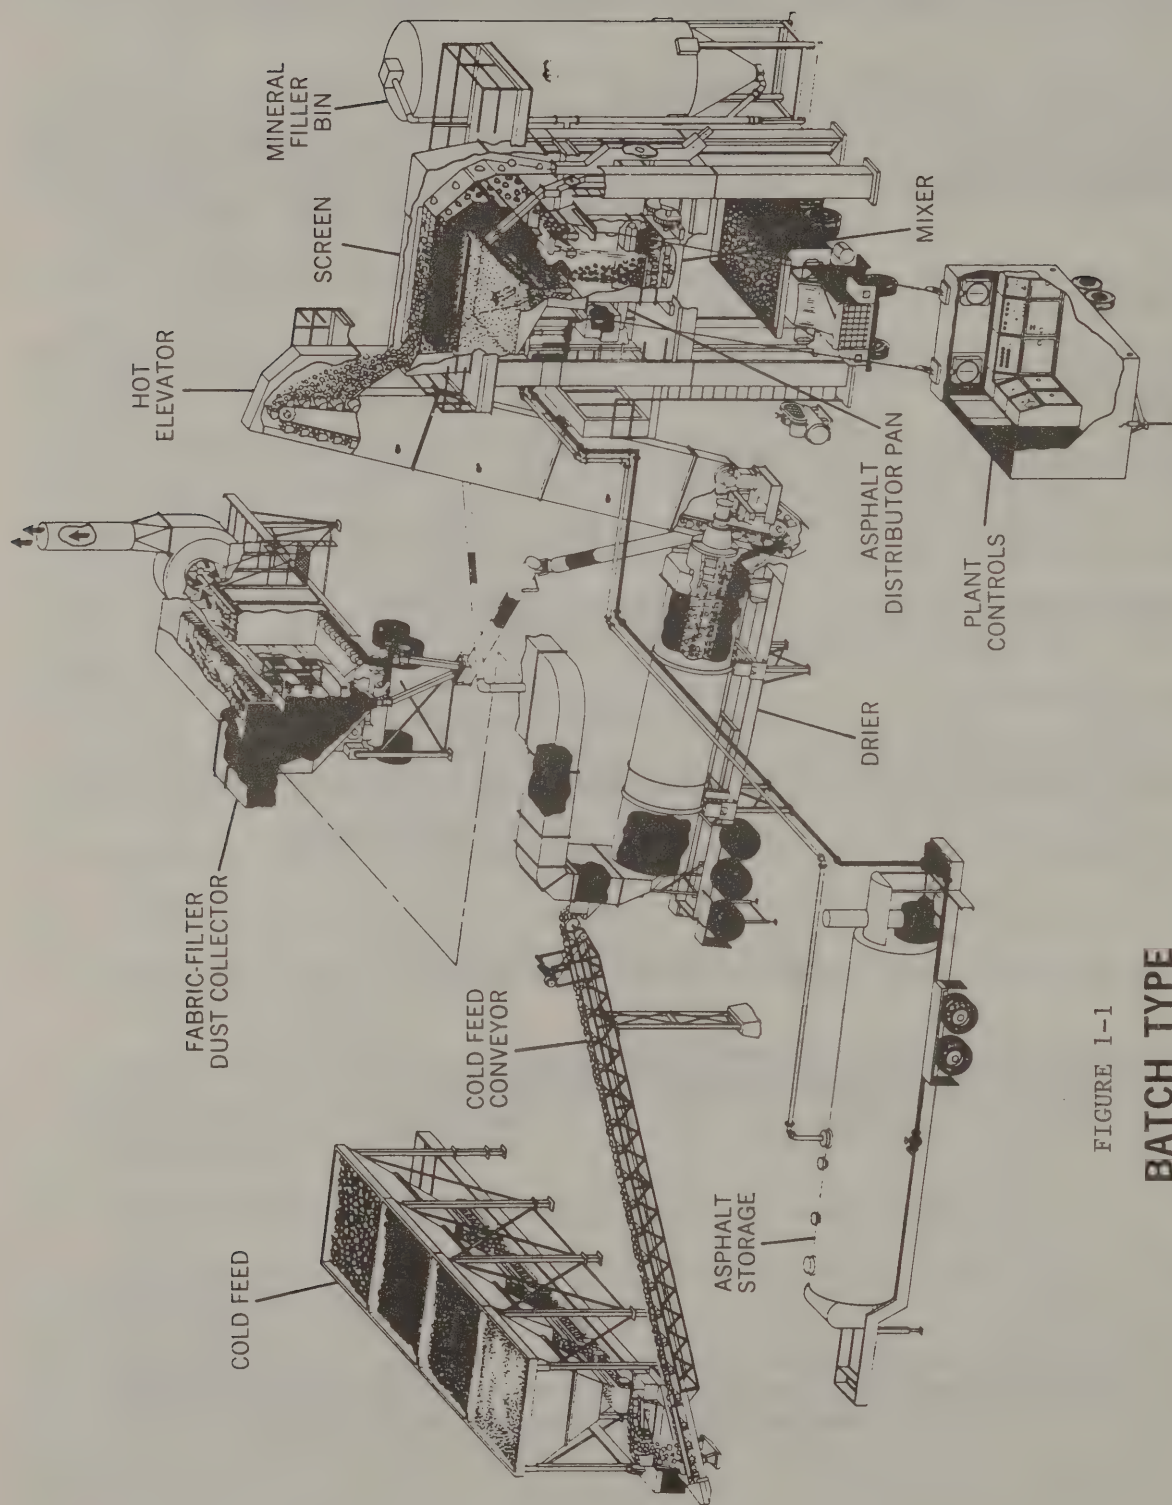 COLD FEED
FABRIC-FILTER
DUST COLLECTOR
HOT
ELEVATOR
SCREEN
MINERAL
FILLER
BIN
COLD FEED
CONVEYOR
ASPHALT
STORAGE
DRIER
ASPHALT
DISTRIBUTOR PAN
MIXER
PLANT
CONTROLS
FIGURE 1-1
BATCH TYPE